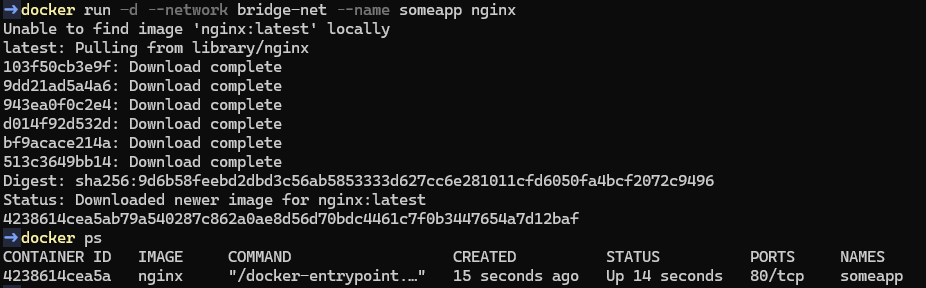 →docker run -d --network bridge-net --name someapp nginx
Unable to find image 'nginx:latest' locally
latest: Pulling from library/nginx
103f50cb3e9f: Download complete
9dd21ad5a4a6: Download complete
943ea0f0c2e4: Download complete
d014f92d532d: Download complete
bf9acace214a: Download complete
513c3649bb14: Download complete
Digest: sha256:9d6b58feebd2dbd3c56ab5853333d627cc6e281011cfd6050fa4bcf2072c9496
Status: Downloaded newer image for nginx:latest
4238614cea5ab79a540287c862a0ae8d56d70bdc4461c7f0b3447654a7d12baf
→docker ps
CONTAINER ID   IMAGE     COMMAND                  CREATED          STATUS          PORTS     NAMES
4238614cea5a   nginx     "/docker-entrypoint.…"   15 seconds ago   Up 14 seconds   80/tcp    someapp